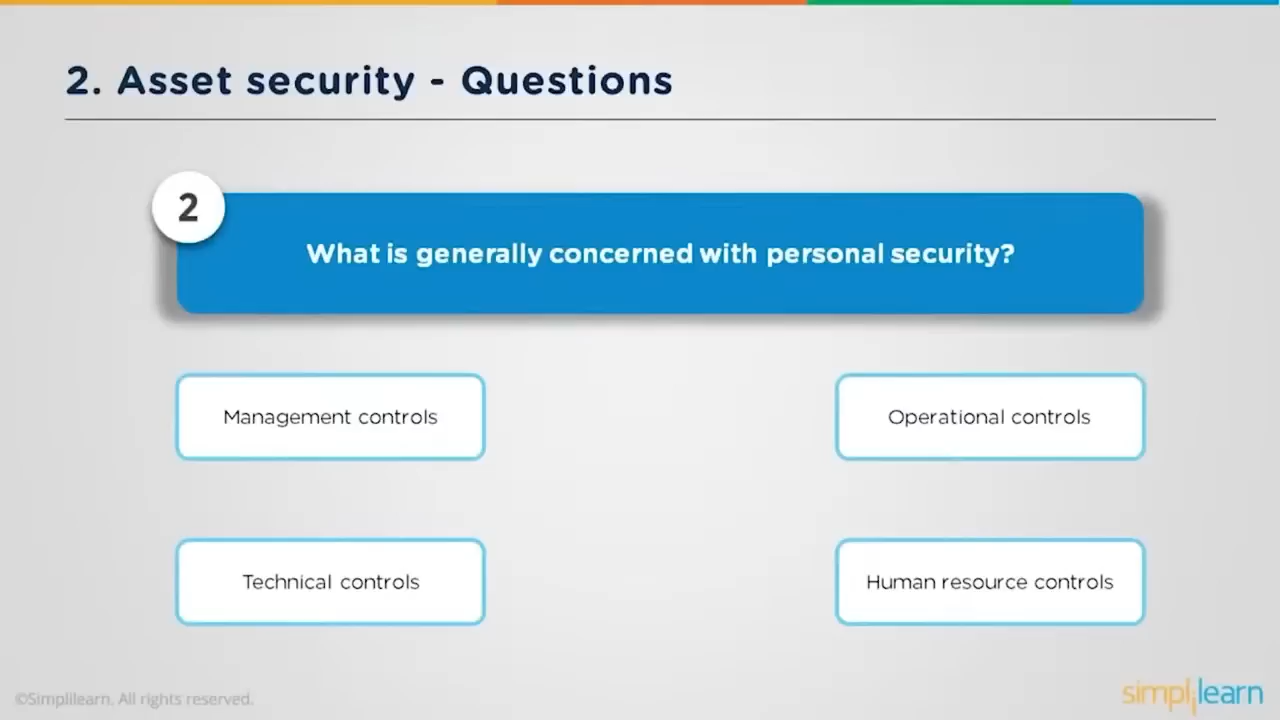 2. Asset security - Questions
2
What is generally concerned with personal security?
Management controls
Operational controls
Technical controls
Human resource controls
©Simplilearn. All rights reserved.
simplilearn